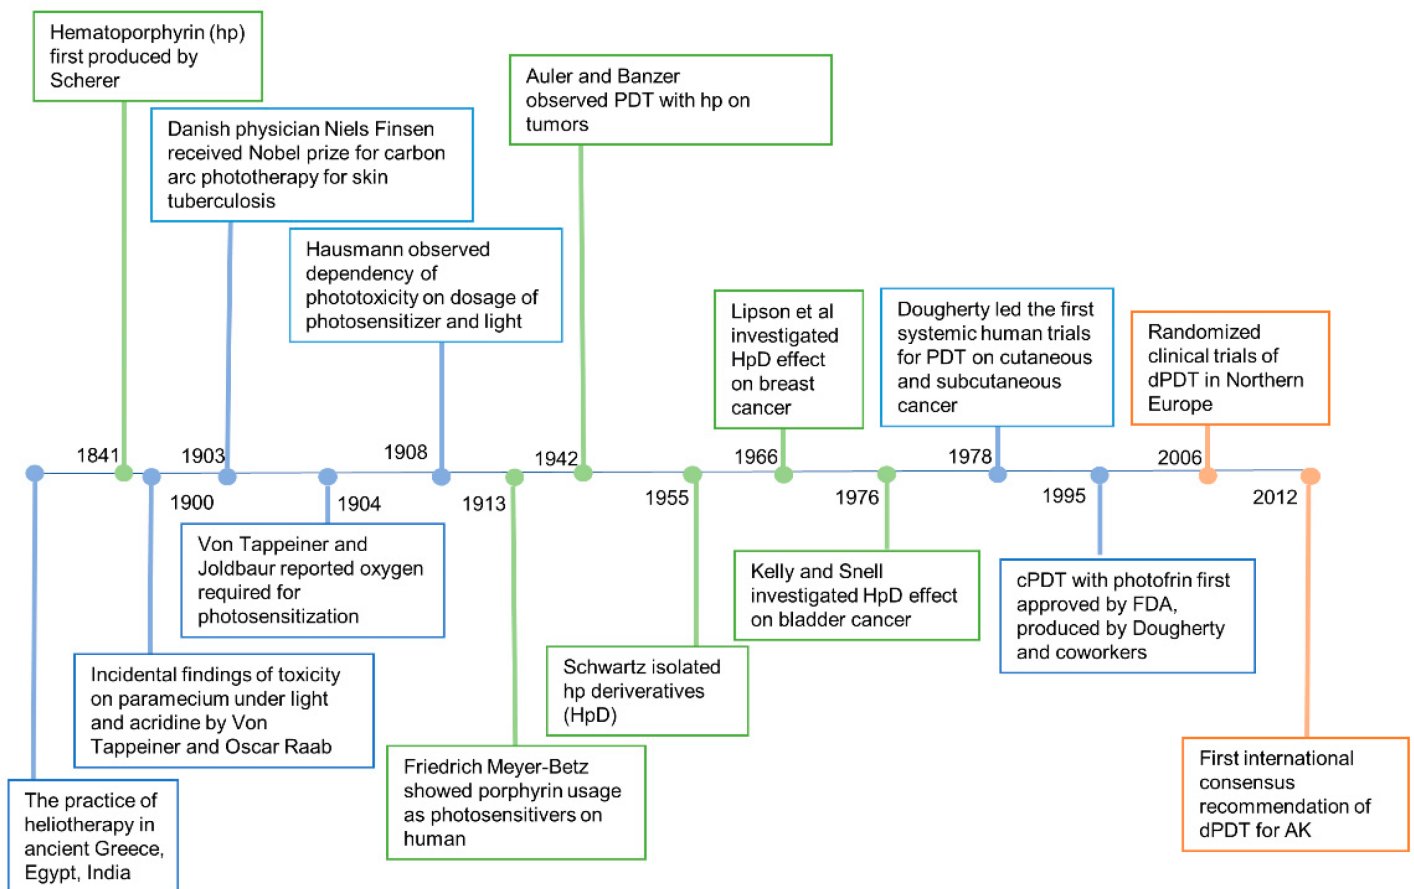 Hematoporphyrin (hp)
first produced by
Scherer
Danish physician Niels Finsen
received Nobel prize for carbon
arc phototherapy for skin
tuberculosis
Hausmann observed
dependency of
phototoxicity on dosage of
photosensitizer and light
Auler and Banzer
observed PDT with hp on
tumors
Lipson et al
investigated
HpD effect
on breast
cancer
Dougherty led the first
systemic human trials
for PDT on cutaneous
and subcutaneous
cancer
Randomized
clinical trials of
dPDT in Northern
Europe
1841
1903
1908
1942
1966
1978
2006
1900
1904
1913
1955
1976
1995
2012
Von Tappeiner and
Joldbaur reported oxygen
required for
photosensitization
Incidental findings of toxicity
on paramecium under light
and acridine by Von
Tappeiner and Oscar Raab
The practice of
heliotherapy in
ancient Greece,
Egypt, India
Friedrich Meyer-Betz
showed porphyrin usage
as photosensitivers on
human
Schwartz isolated
hp deriveratives
(HpD)
Kelly and Snell
investigated HpD effect
on bladder cancer
cPDT with photofrin first
approved by FDA,
produced by Dougherty
and coworkers
First international
consensus
recommendation of
dPDT for AK